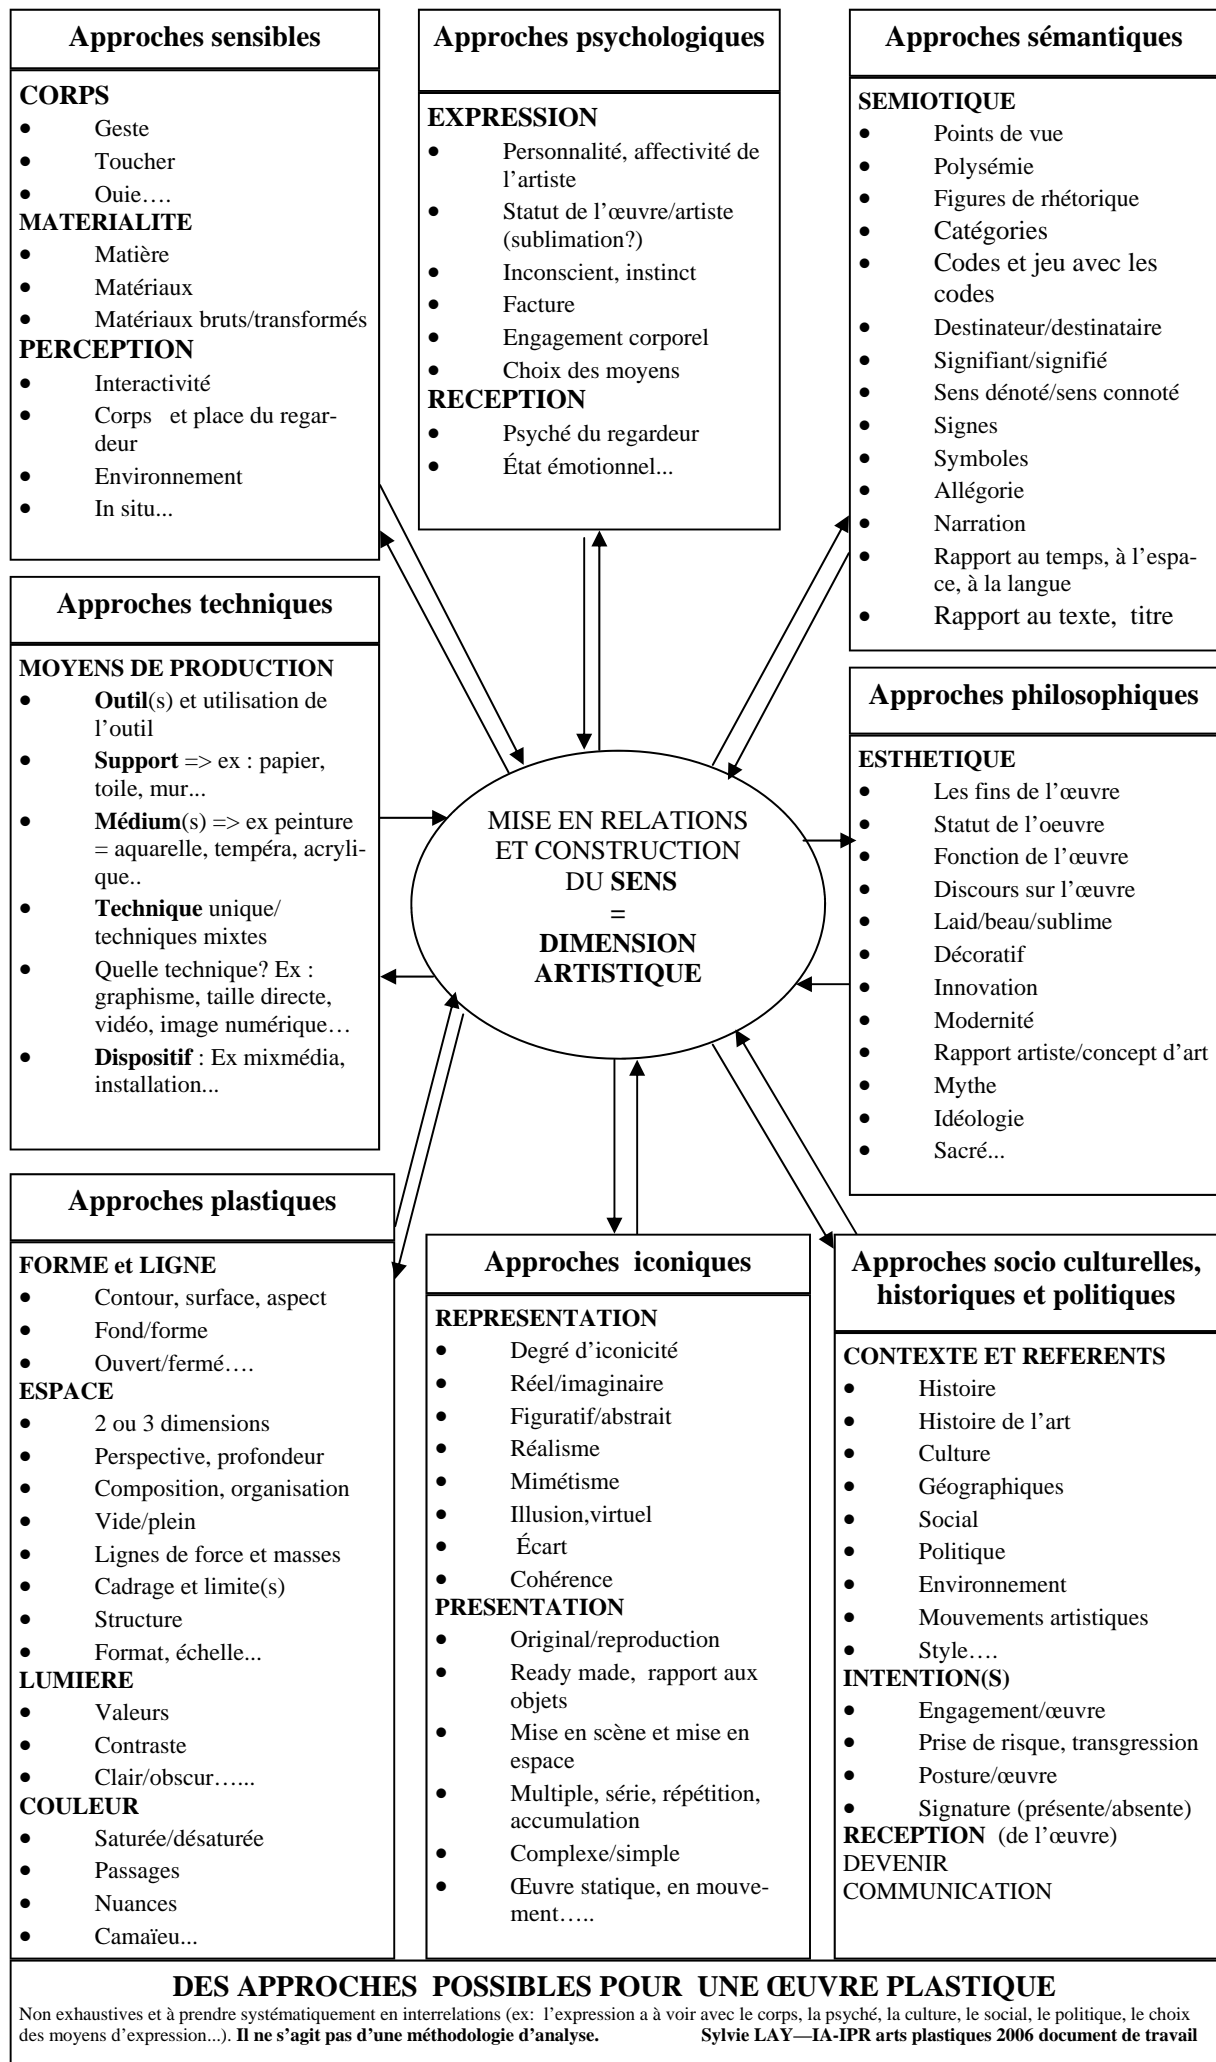 Approches sensibles
CORPS
• Geste
• Toucher
• Ouie….
MATERIALITE
• Matière
• Matériaux
• Matériaux bruts/transformés
PERCEPTION
• Interactivité
• Corps et place du regar-
deur
• Environnement
• In situ...
Approches psychologiques
EXPRESSION
• Personnalité, affectivité de
l’artiste
• Statut de l’œuvre/artiste
(sublimation?)
• Inconscient, instinct
• Facture
• Engagement corporel
• Choix des moyens
RECEPTION
• Psyché du regardeur
• État émotionnel...
Approches sémantiques
SEMIOTIQUE
• Points de vue
• Polysémie
• Figures de rhétorique
• Catégories
• Codes et jeu avec les
codes
• Destinateur/destinataire
• Signifiant/signifié
• Sens dénoté/sens connoté
• Signes
• Symboles
• Allégorie
• Narration
• Rapport au temps, à l’espa-
ce, à la langue
• Rapport au texte, titre
Approches techniques
MOYENS DE PRODUCTION
• Outil(s) et utilisation de
l’outil
• Support => ex : papier,
toile, mur...
• Médium(s) => ex peinture
= aquarelle, tempéra, acryli-
que..
• Technique unique/
techniques mixtes
• Quelle technique? Ex :
graphisme, taille directe,
vidéo, image numérique…
• Dispositif : Ex mixmédia,
installation...
MISE EN RELATIONS
ET CONSTRUCTION
DU SENS
=
DIMENSION
ARTISTIQUE
Approches philosophiques
ESTHETIQUE
• Les fins de l’œuvre
• Statut de l’oeuvre
• Fonction de l’œuvre
• Discours sur l’œuvre
• Laid/beau/sublime
• Décoratif
• Innovation
• Modernité
• Rapport artiste/concept d’art
• Mythe
• Idéologie
• Sacré...
Approches plastiques
FORME et LIGNE
• Contour, surface, aspect
• Fond/forme
• Ouvert/fermé….
ESPACE
• 2 ou 3 dimensions
• Perspective, profondeur
• Composition, organisation
• Vide/plein
• Lignes de force et masses
• Cadrage et limite(s)
• Structure
• Format, échelle...
LUMIERE
• Valeurs
• Contraste
• Clair/obscur…...
COULEUR
• Saturée/désaturée
• Passages
• Nuances
• Camaïeu...
Approches iconiques
REPRESENTATION
• Degré d’iconicité
• Réel/imaginaire
• Figuratif/abstrait
• Réalisme
• Mimétisme
• Illusion,virtuel
• Écart
• Cohérence
PRESENTATION
• Original/reproduction
• Ready made, rapport aux
objets
• Mise en scène et mise en
espace
• Multiple, série, répétition,
accumulation
• Complexe/simple
• Œuvre statique, en mouve-
ment…..
Approches socio culturelles,
historiques et politiques
CONTEXTE ET REFERENTS
• Histoire
• Histoire de l’art
• Culture
• Géographiques
• Social
• Politique
• Environnement
• Mouvements artistiques
• Style….
INTENTION(S)
• Engagement/œuvre
• Prise de risque, transgression
• Posture/œuvre
• Signature (présente/absente)
RECEPTION (de l’œuvre)
DEVENIR
COMMUNICATION
DES APPROCHES POSSIBLES POUR UNE ŒUVRE PLASTIQUE
Non exhaustives et à prendre systématiquement en interrelations (ex: l’expression a à voir avec le corps, la psyché, la culture, le social, le politique, le choix
des moyens d’expression...). Il ne s’agit pas d’une méthodologie d’analyse. Sylvie LAY—IA-IPR arts plastiques 2006 document de travail